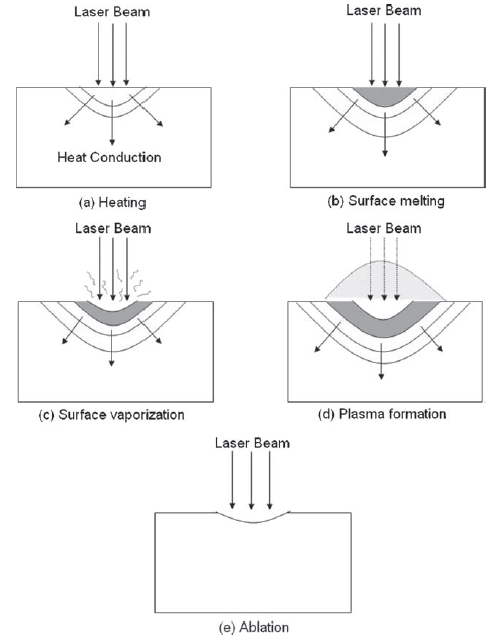 Laser Beam
Laser Beam
Heat Conduction
(a) Heating
(b) Surface melting
Laser Beam
Laser Beam
(c) Surface vaporization
(d) Plasma formation
Laser Beam
(e) Ablation